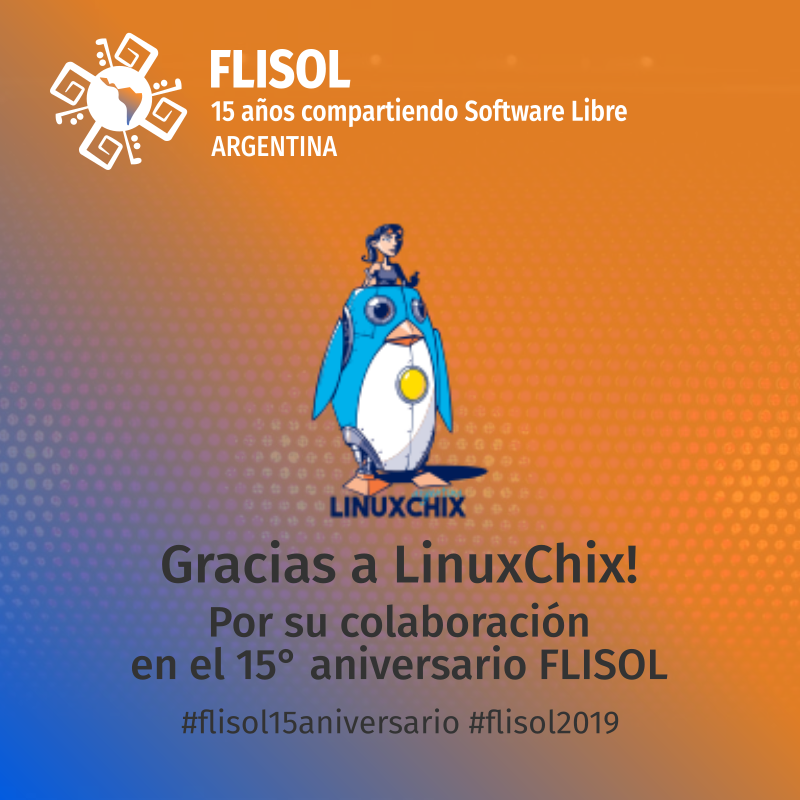 FLISOL
15 años compartiendo Software Libre
ARGENTINA
LINUXCHIX
Gracias a LinuxChix!
Por su colaboración
en el 15° aniversario FLISOL
#flisol15aniversario #flisol2019